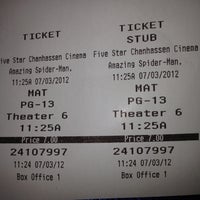 TICKET
Five Star Chanhassen Cinema
Amazing Spider-Man,
11:25A 07/03/2012
MAT
PG-13
Theater 6
11:25A
Price 7.00
24107997
11:24 07/03/12
Box Office 1
TICKET
STUB
Five Star Chanhassen Cinema
Amazing Spider-Man,
11:25A 07/03/2012
MAT
PG-13
Theater 6
11:25A
Price 7.00
24107997
11:24 07/03/12
Box Office 1